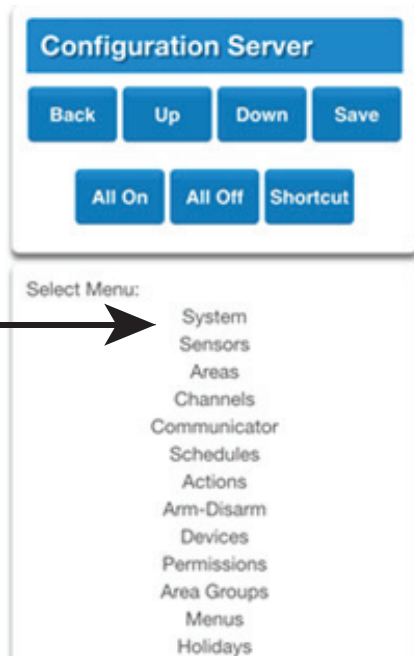 Configuration Server
Back Up Down Save
All On All Off Shortcut
Select Menu:
System
Sensors
Areas
Channels
Communicator
Schedules
Actions
Arm-Disarm
Devices
Permissions
Area Groups
Menus
Holidays